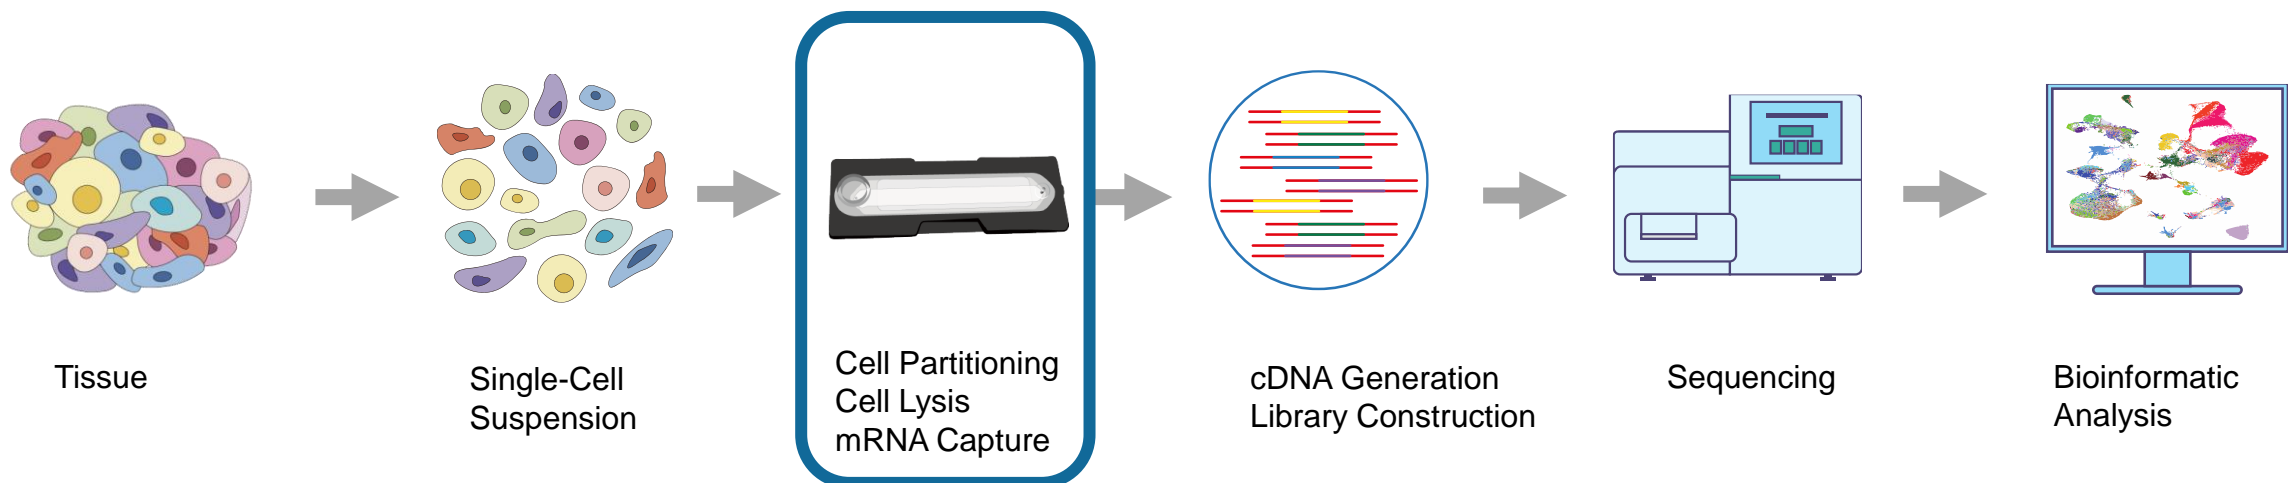 Tissue
Single-Cell
Suspension
Cell Partitioning
Cell Lysis
mRNA Capture
cDNA Generation
Library Construction
Sequencing
Bioinformatic
Analysis